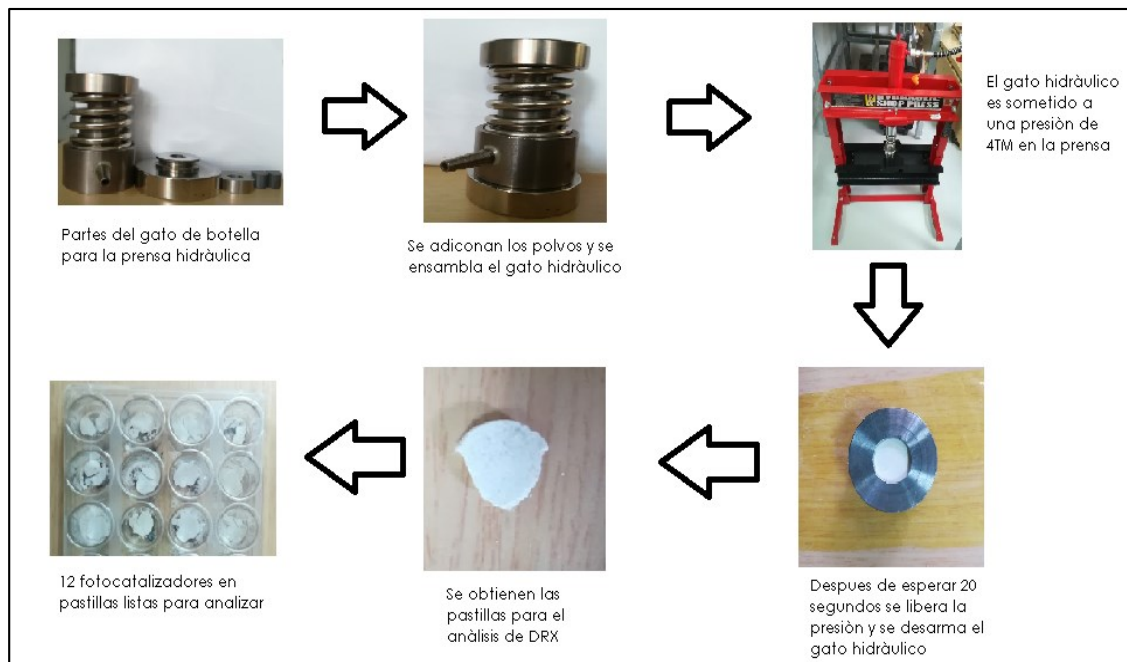 Partes del gato de botella
para la prensa hidràulica
Se adiconan los polvos y se
ensambla el gato hidràulico
SHOP PRESS
El gato hidràulico
es sometido a
una presiòn de
4TM en la prensa
Despues de esperar 20
segundos se libera la
presiòn y se desarma el
gato hidràulico
Se obtienen las
pastillas para el
anàlisis de DRX
12 fotocatalizadores en
pastillas listas para analizar